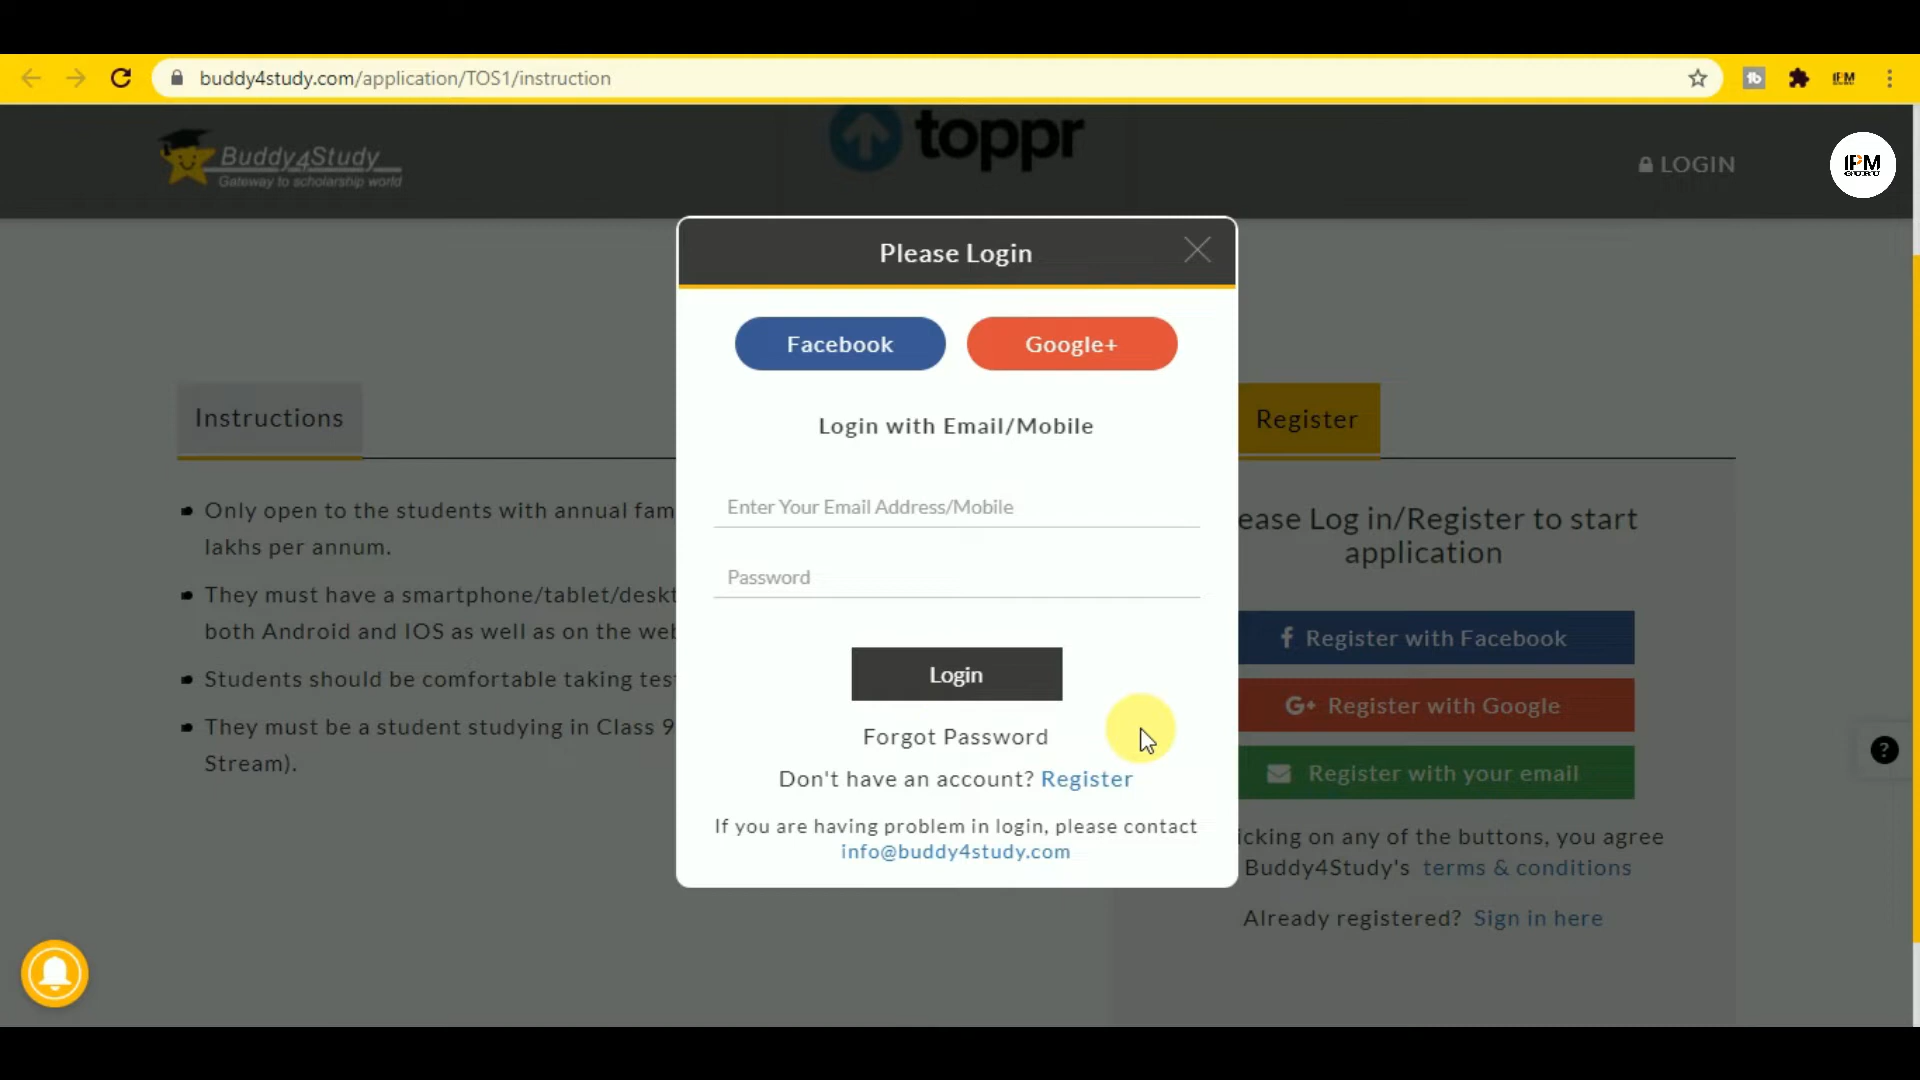 buddy4study.com/application/TOS1/instruction
Buddy4Study
Gateway to scholarship world
toppr
LOGIN
IPM
GURU
Please Login
Facebook
Google+
Login with Email/Mobile
Enter Your Email Address/Mobile
Password
Login
Forgot Password
Don't have an account? Register
If you are having problem in login, please contact
info@buddy4study.com
Instructions
Only open to the students with annual fam
lakhs per annum.
They must have a smartphone/tablet/deskt
both Android and IOS as well as on the web
Students should be comfortable taking tes
They must be a student studying in Class 9
Stream).
Register
ease Log in/Register to start
application
Register with Facebook
G+ Register with Google
Register with your email
icking on any of the buttons, you agree
Buddy4Study's terms & conditions
Already registered? Sign in here